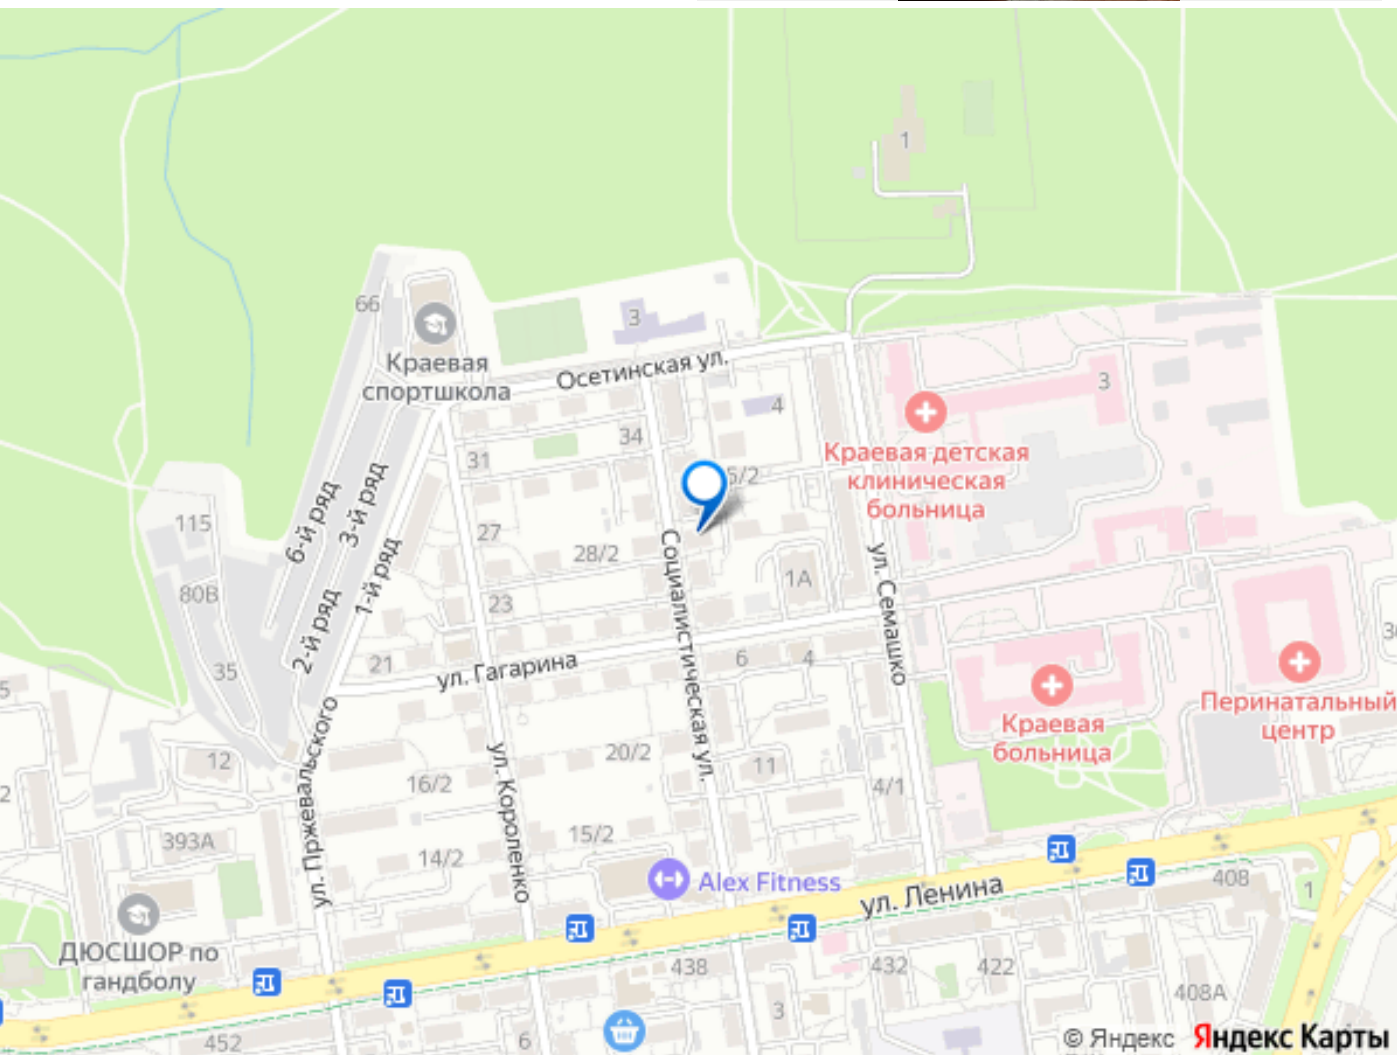 1
66
3
Краевая
спортшкола
Осетинская ул.
4
3
34
31
Краевая детская
клиническая
больница
5/2
6-й ряд
3-й ряд
115
27
28/2
Социалистическая ул.
1-й ряд
1А
ул. Семашко
80В
23
2-й ряд
21
ул. Гагарина
6
4
35
Перинатальный
центр
Краевая
больница
ул. Пржевальского
ул. Короленко
20/2
11
12
16/2
4/1
2
393А
15/2
14/2
Alex Fitness
ул. Ленина
408
1
ДЮСШОР по
гандболу
438
432
422
408А
3
452
6
© Яндекс Яндекс Карты